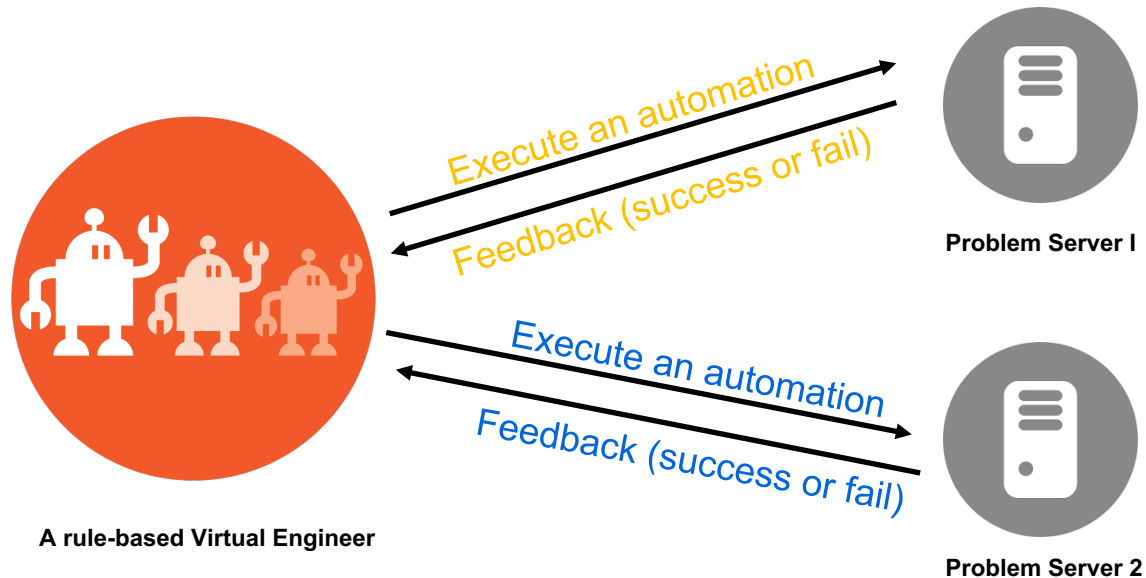 Execute an automation
Feedback (success or fail)
Problem Server I
Execute an automation
Feedback (success or fail)
A rule-based Virtual Engineer
Problem Server 2